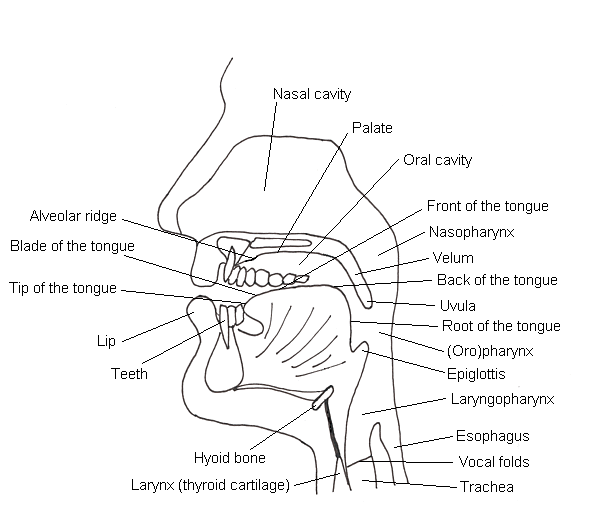 Nasal cavity
Palate
Oral cavity
Front of the tongue
Alveolar ridge
Nasopharynx
Blade of the tongue
Velum
Back of the tongue
Tip of the tongue
Uvula
Root of the tongue
Lip
(Oro)pharynx
Teeth
Epiglottis
Laryngopharynx
Esophagus
Hyoid bone
Vocal folds
Larynx (thyroid cartilage)
Trachea